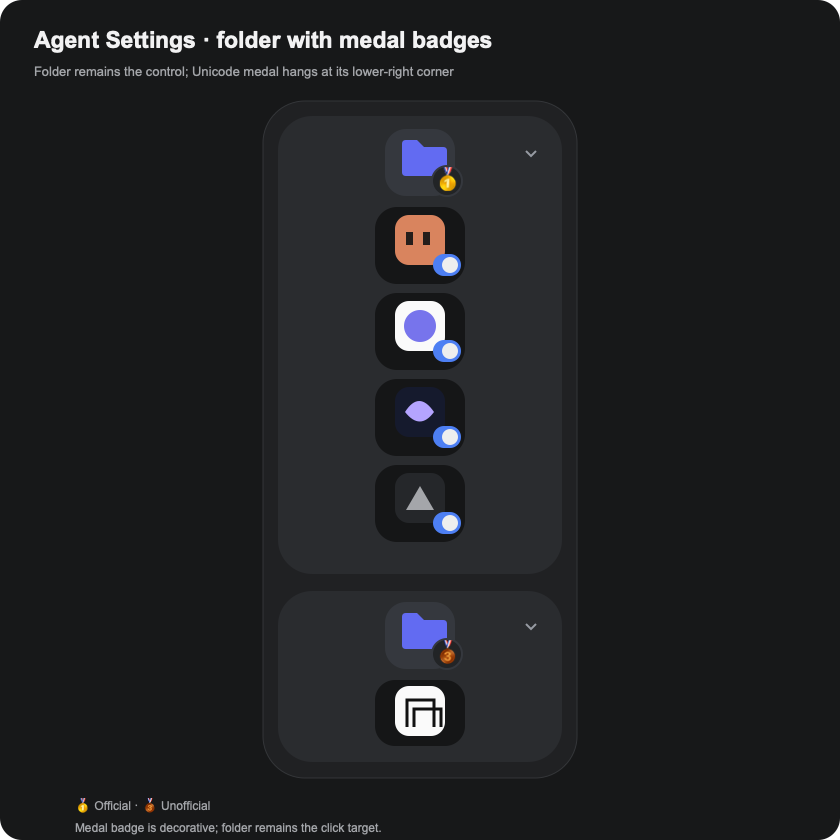 Agent Settings · folder with medal badges
Folder remains the control; Unicode medal hangs at its lower-right corner
🥇 Official · 🥉 Unofficial
Medal badge is decorative; folder remains the click target.